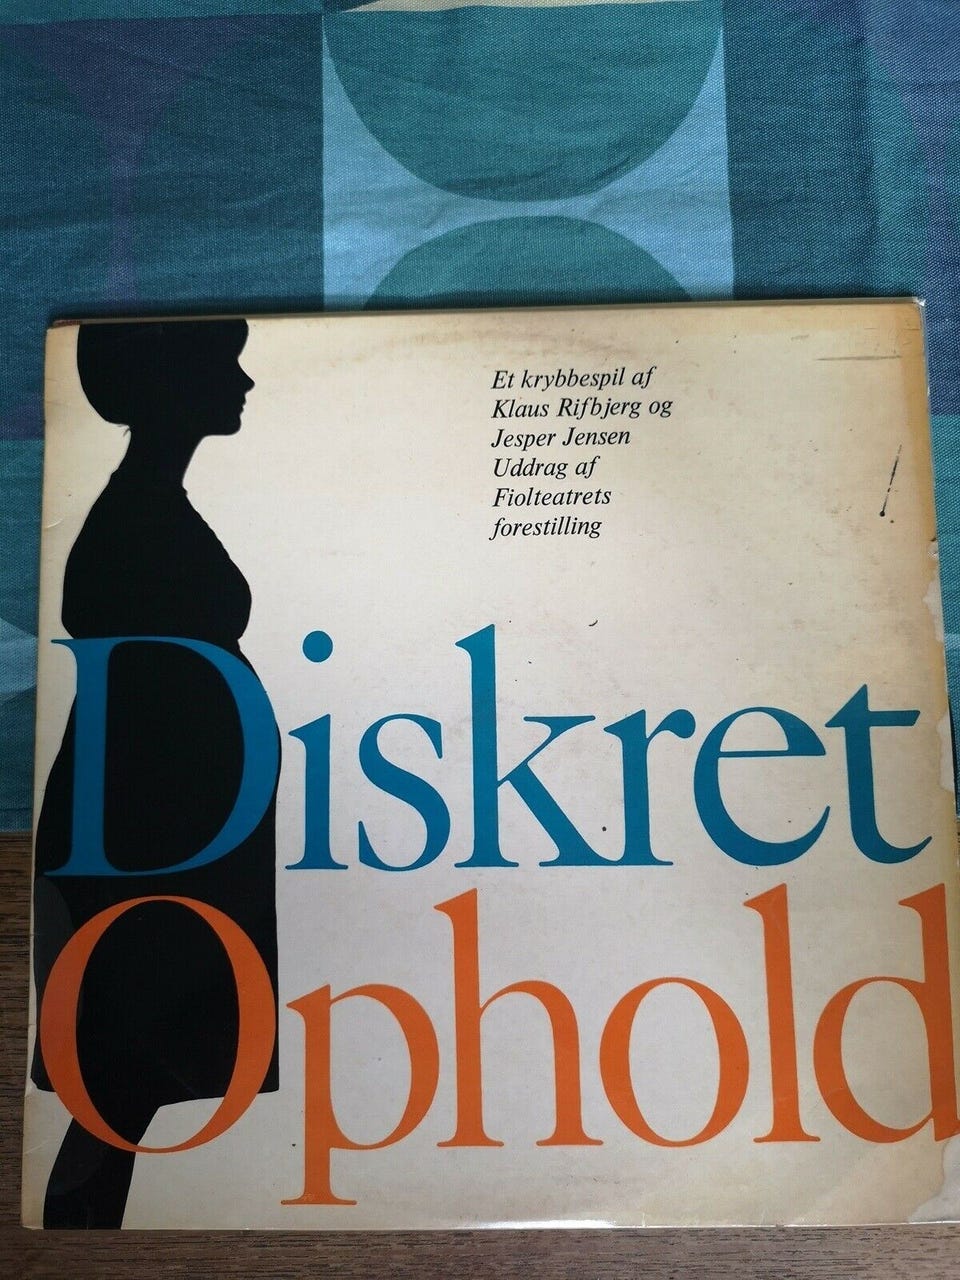 Et krybbespil af
Klaus Rifbjerg og
Jesper Jensen
Uddrag af
Fiolteatrets
forestilling
Diskret
Ophold